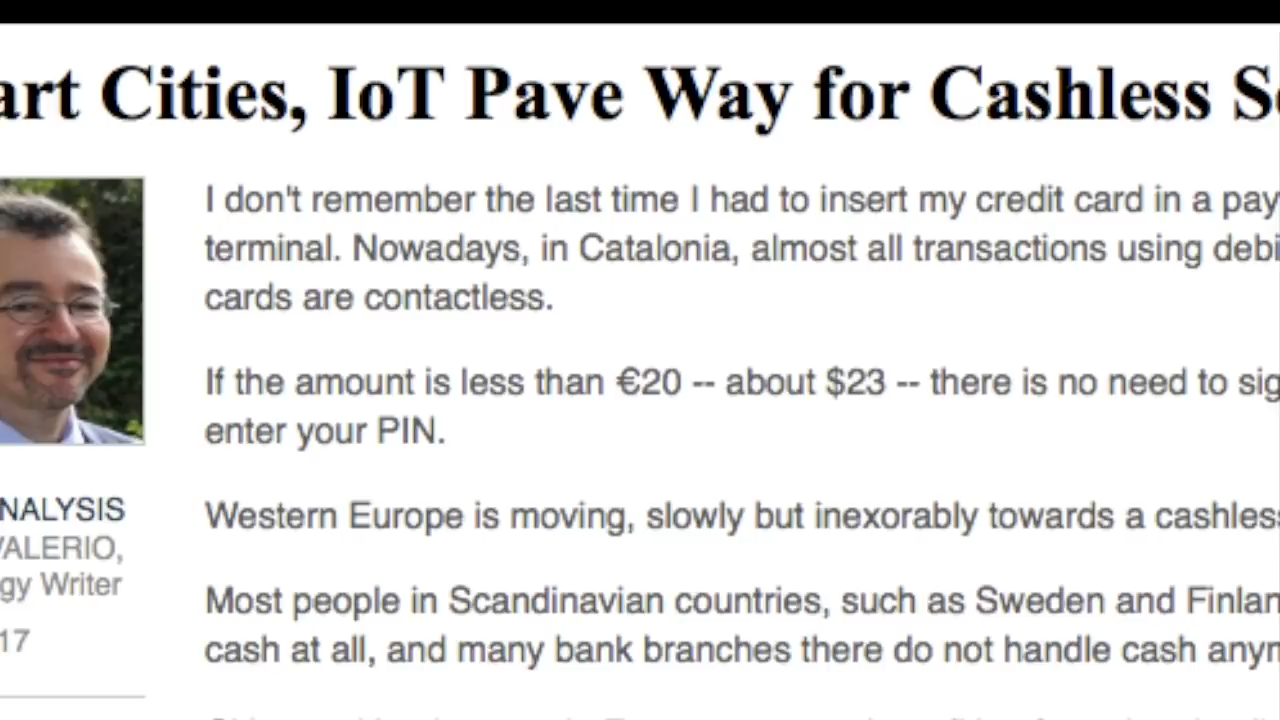 art Cities, IoT Pave Way for Cashless S
I don't remember the last time I had to insert my credit card in a pay
terminal. Nowadays, in Catalonia, almost all transactions using debi
cards are contactless.
If the amount is less than €20 -- about $23 -- there is no need to sig
enter your PIN.
Western Europe is moving, slowly but inexorably towards a cashless
Most people in Scandinavian countries, such as Sweden and Finlan
cash at all, and many bank branches there do not handle cash anym
NALYSIS
VALERIO,
gy Writer
17